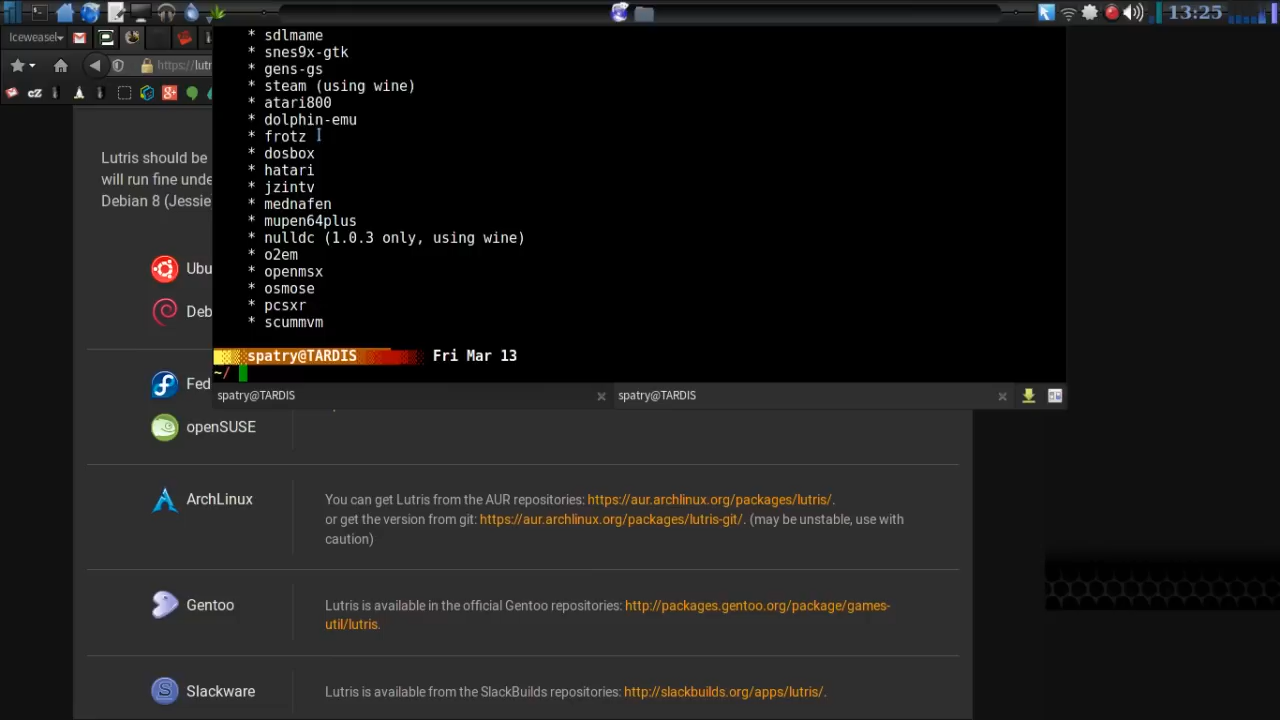 13:25
Iceweasel
https://lutr
* sdlmame
* snes9x-gtk
* gens-gs
* steam (using wine)
* atari800
* dolphin-emu
* frotz
* dosbox
* hatari
* jzintv
* mednafen
* mupen64plus
* nulldc (1.0.3 only, using wine)
* o2em
* openmsx
* osmose
* pcsxr
* scummvm
spatry@TARDIS Fri Mar 13
~/
spatry@TARDIS
spatry@TARDIS
cZ
Lutris should be
will run fine unde
Debian 8 (Jessie
Ubu
Deb
Fed
openSUSE
ArchLinux
You can get Lutris from the AUR repositories: https://aur.archlinux.org/packages/lutris/.
or get the version from git: https://aur.archlinux.org/packages/lutris-git/. (may be unstable, use with
caution)
Gentoo
Lutris is available in the official Gentoo repositories: http://packages.gentoo.org/package/games-
util/lutris.
Slackware
Lutris is available from the SlackBuilds repositories: http://slackbuilds.org/apps/lutris/.